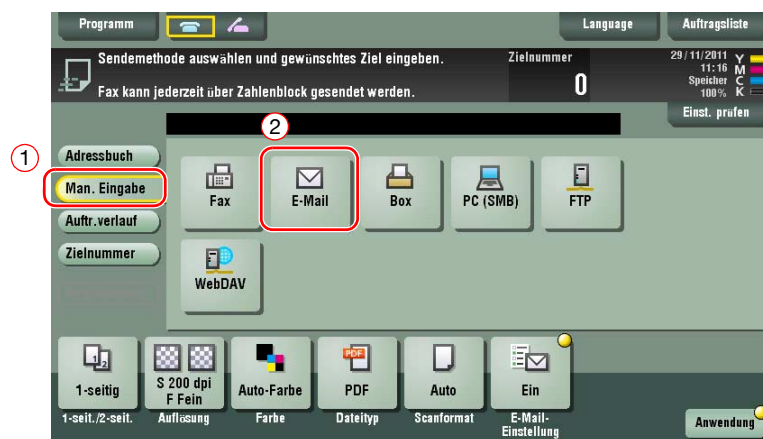 Programm
Language
Auftragsliste
Sendemethode auswählen und gewünschtes Ziel eingeben.
Zielnummer
29/11/2011
11:16
Speicher
100%
Y
M
C
K
Fax kann jederzeit über Zahlenblock gesendet werden.
0
Einst. prüfen
2
1
Adressbuch
Man. Eingabe
Auftr.verlauf
Zielnummer
Fax
E-Mail
Box
PC (SMB)
FTP
WebDAV
1-seitig
S 200 dpi
F Fein
Auto-Farbe
PDF
PDF
Auto
Ein
1-seit./2-seit.
Auflösung
Farbe
Dateityp
Scanformat
E-Mail-
Einstellung
Anwendung